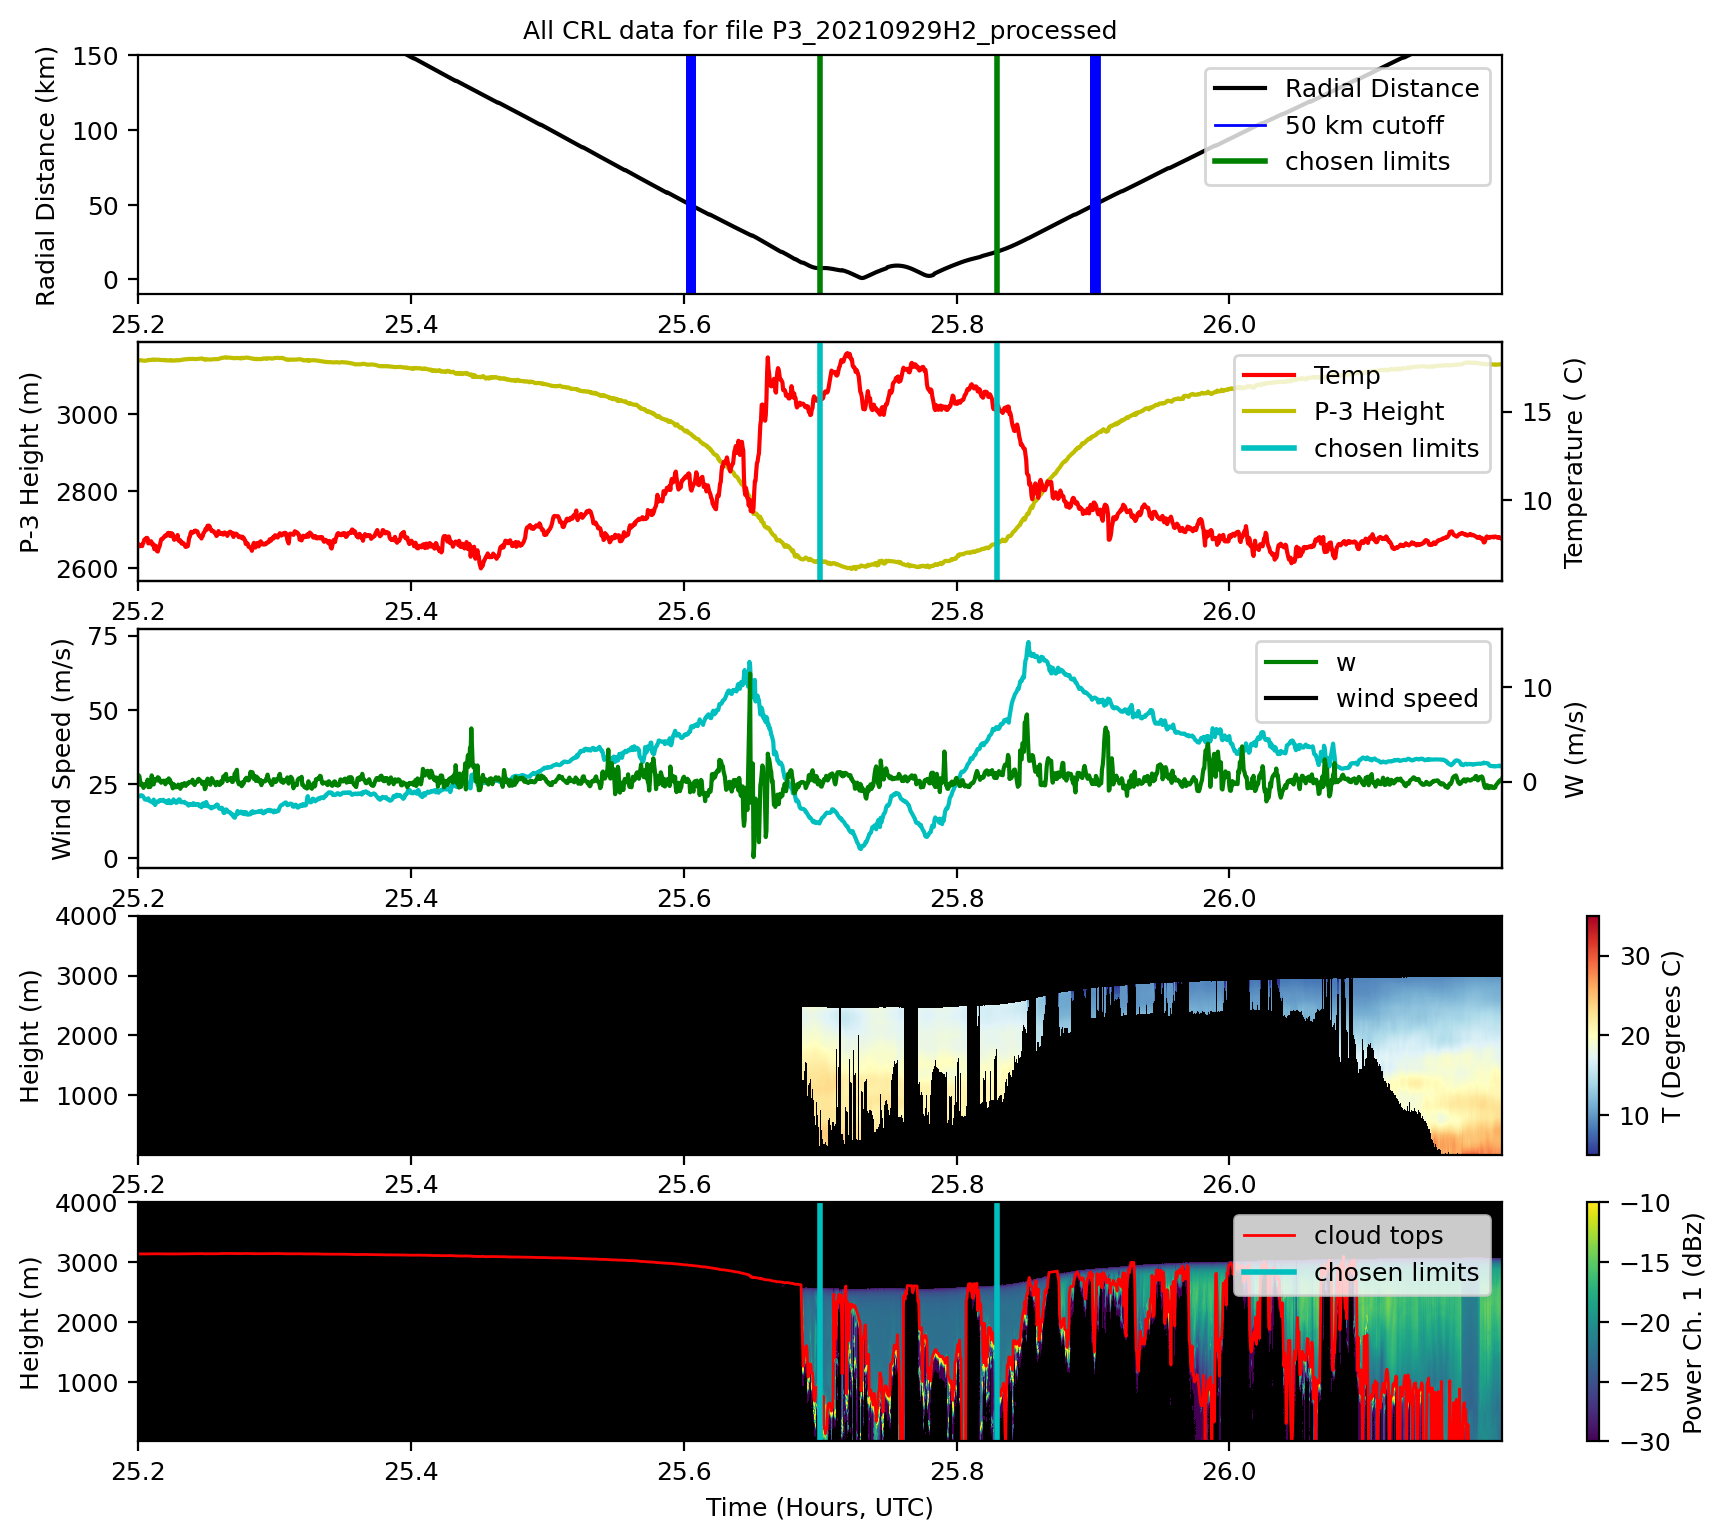 All CRL data for file P3_20210929H2_processed
Radial Distance (km)
150
100
50
0
25.2 25.4 25.6 25.8 26.0
Radial Distance
50 km cutoff
chosen limits
P-3 Height (m)
3000
2800
2600
25.2 25.4 25.6 25.8 26.0
Temp
P-3 Height
chosen limits
15
10
Temperature ( C)
Wind Speed (m/s)
75
50
25
0
25.2 25.4 25.6 25.8 26.0
w
wind speed
10
0
W (m/s)
Height (m)
4000
3000
2000
1000
25.2 25.4 25.6 25.8 26.0
30
20
10
T (Degrees C)
Height (m)
4000
3000
2000
1000
25.2 25.4 25.6 25.8 26.0
cloud tops
chosen limits
−10
−15
−20
−25
−30
Power Ch. 1 (dBz)
Time (Hours, UTC)